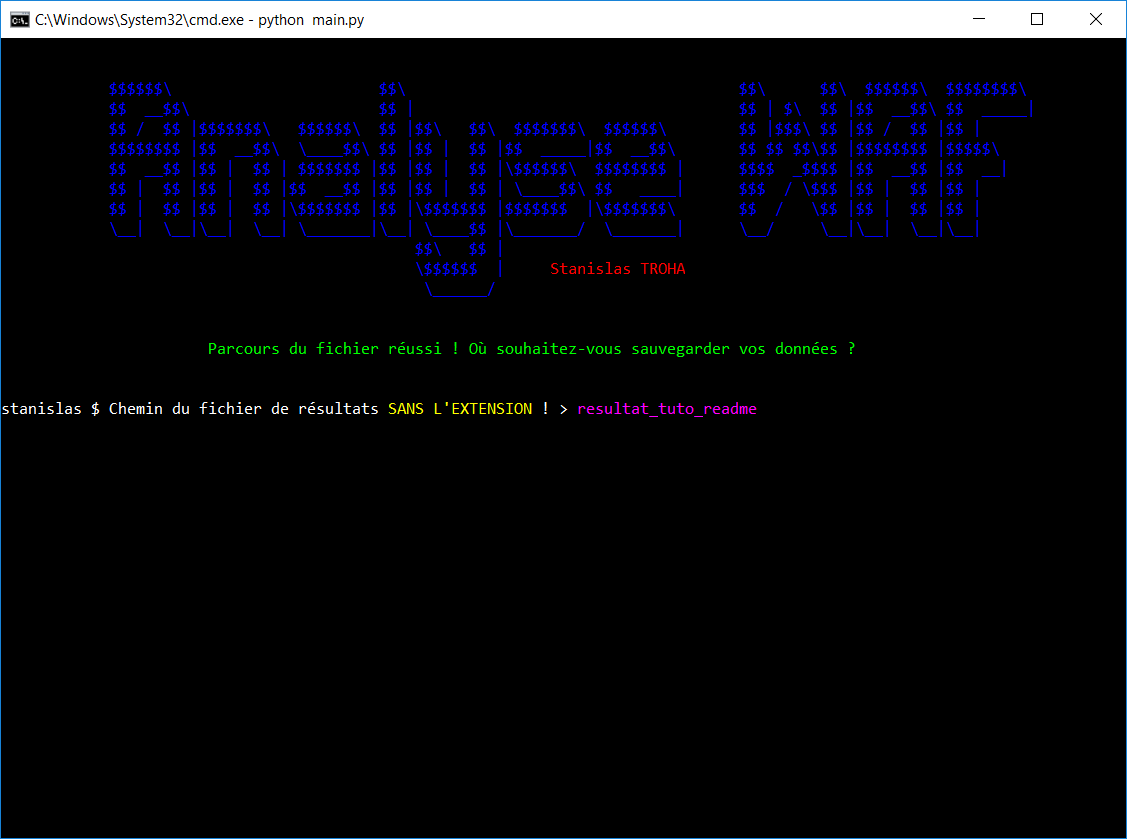 C:\Windows\System32\cmd.exe - python  main.py
Analyse WAF
Stanislas TROHA
Parcours du fichier réussi ! Où souhaitez-vous sauvegarder vos données ?
stanislas $ Chemin du fichier de résultats SANS L'EXTENSION ! > resultat_tuto_readme